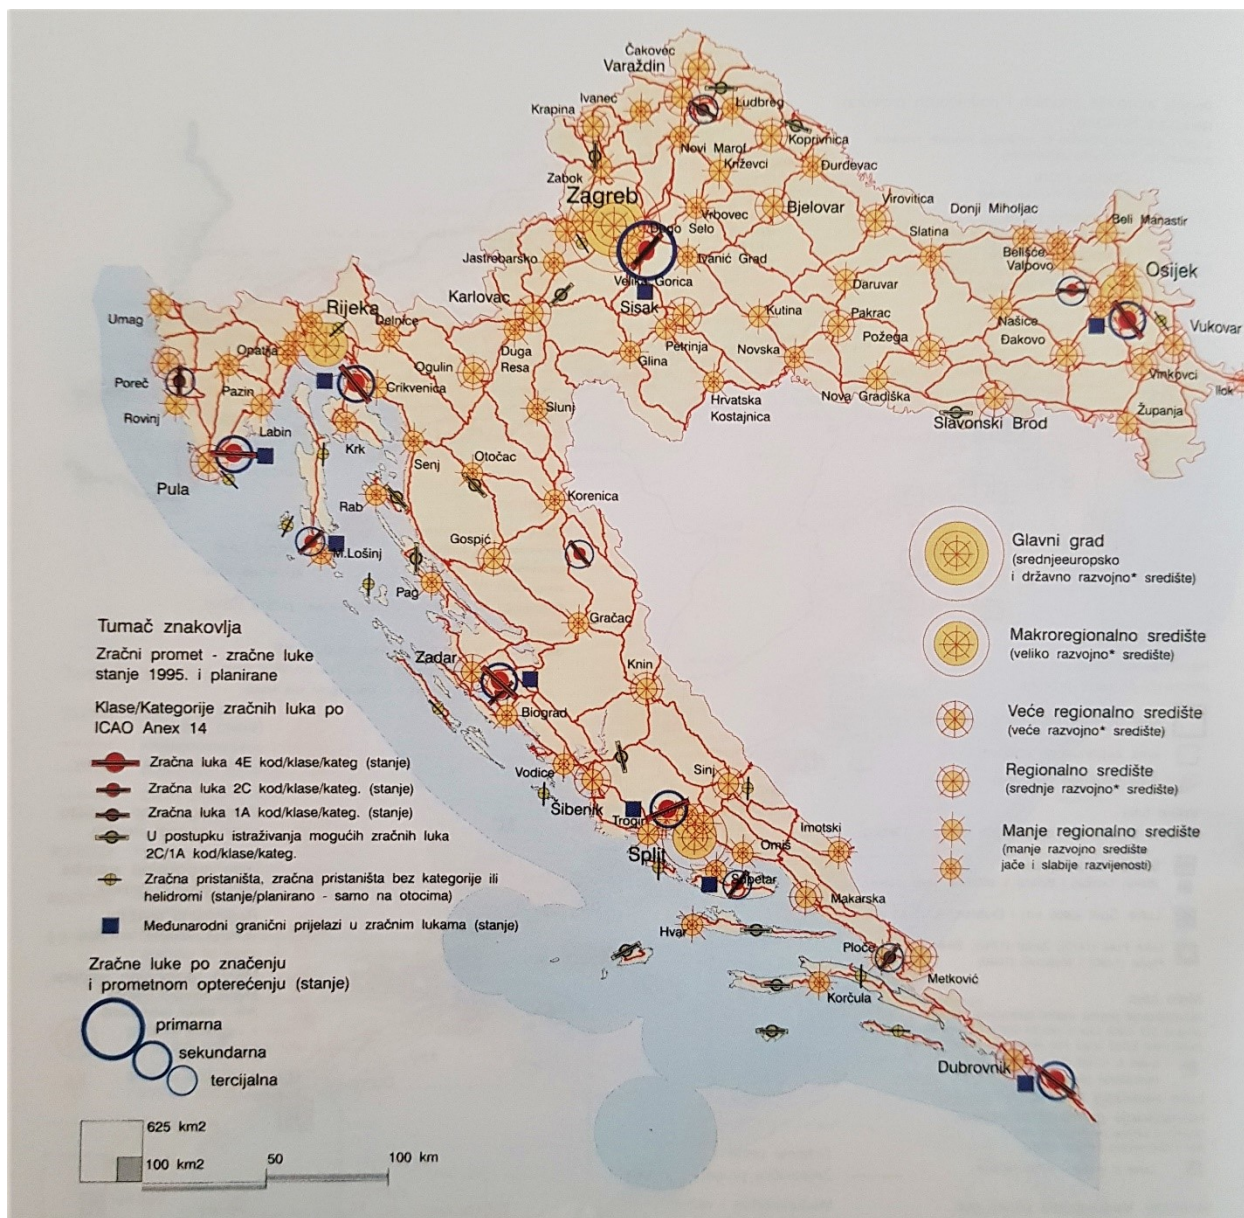 Čakovec
Varaždin
Ivanec
Ludbreg
Krapina
Koprivnica
Novi Marof
Križevci
Đurđevac
Zabok
Zagreb
Vrbovec
Bjelovar
Virovitica
Donji Miholjac
Beli Manastir
Dugo Selo
Slatina
Belišće
Valpovo
Osijek
Jastrebarsko
Ivanić Grad
Velika Gorica
Daruvar
Karlovac
Sisak
Umag
Rijeka
Delnice
Kutina
Pakrac
Našice
Vukovar
Petrinja
Požega
Đakovo
Opatija
Duga
Resa
Glina
Novska
Poreč
Pazin
Crikvenica
Ogulin
Vinkovci
Ilok
Rovinj
Labin
Slunj
Hrvatska
Kostajnica
Nova Gradiška
Slavonski Brod
Županja
Krk
Senj
Otočac
Pula
Rab
Korenica
Gospić
M.Lošinj
Pag
Gračac
Zadar
Knin
Biograd
Vodice
Sinj
Šibenik
Trogir
Split
Omiš
Imotski
Supetar
Makarska
Hvar
Ploče
Metković
Korčula
Dubrovnik
Glavni grad
(srednjeeuropsko
i državno razvojno* središte)
Makroregionalno središte
(veliko razvojno* središte)
Veće regionalno središte
(veće razvojno* središte)
Regionalno središte
(srednje razvojno* središte)
Manje regionalno središte
(manje razvojno središte
jače i slabije razvijenosti)
Tumač znakovlja
Zračni promet - zračne luke
stanje 1995. i planirane
Klase/Kategorije zračnih luka po
ICAO Anex 14
Zračna luka 4E kod/klase/kateg (stanje)
Zračna luka 2C kod/klase/kateg. (stanje)
Zračna luka 1A kod/klase/kateg. (stanje)
U postupku istraživanja mogućih zračnih luka
2C/1A kod/klase/kateg.
Zračna pristaništa, zračna pristaništa bez kategorije ili
helidromi (stanje/planirano - samo na otocima)
Međunarodni granični prijelazi u zračnim lukama (stanje)
Zračne luke po značenju
i prometnom opterećenju (stanje)
primarna
sekundarna
tercijalna
625 km2
100 km2
50
100 km